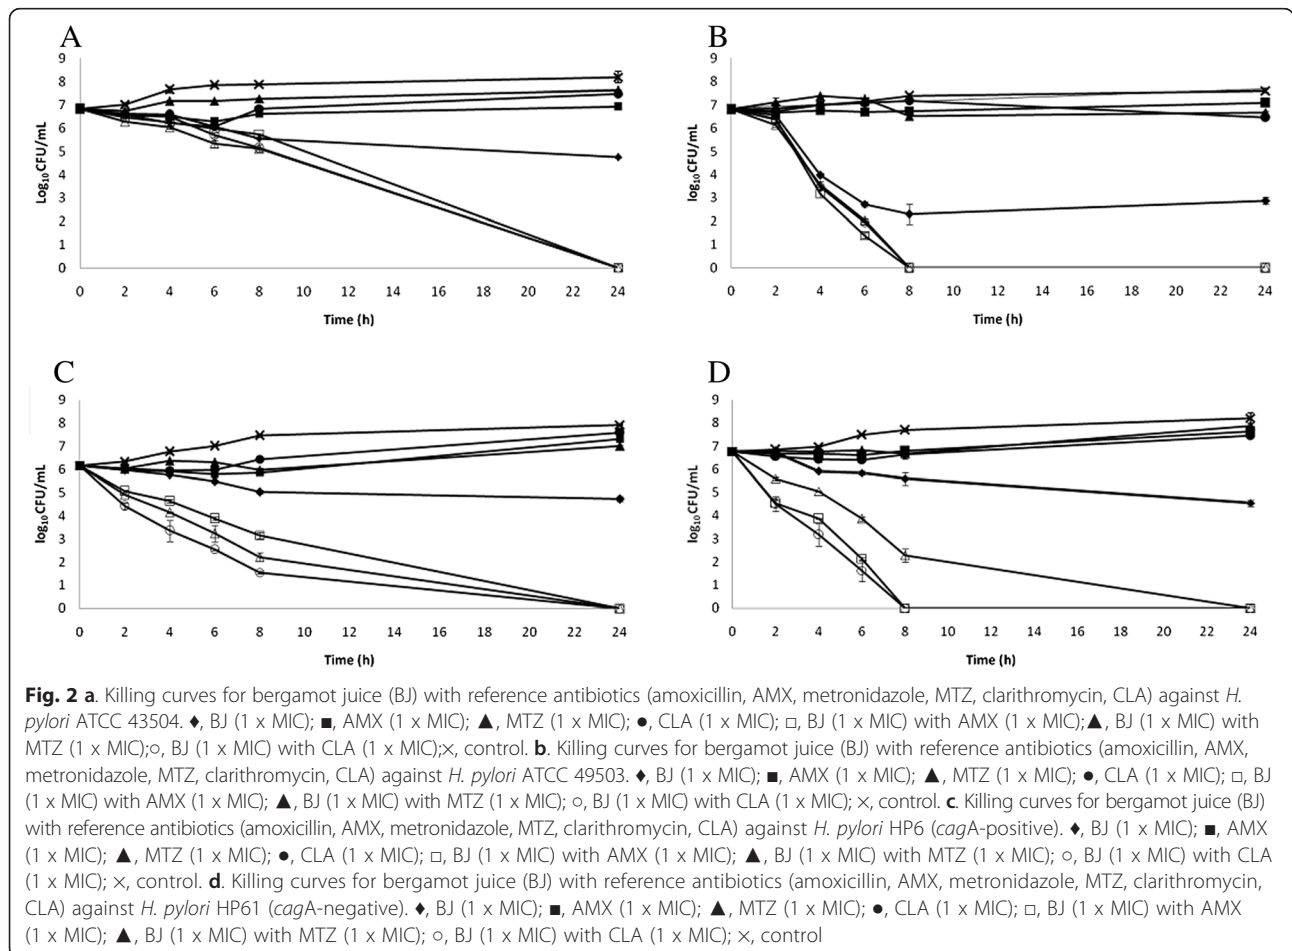 A
9
8
7
6
5
4
3
2
1
0
Log10CFU/mL
0 2 4 6 8 10 12 14 16 18 20 22 24
Time (h)
B
9
8
7
6
5
4
3
2
1
0
log10CFU/mL
0 2 4 6 8 10 12 14 16 18 20 22 24
Time (h)
C
9
8
7
6
5
4
3
2
1
0
log10CFU/mL
0 2 4 6 8 10 12 14 16 18 20 22 24
Time (h)
D
9
8
7
6
5
4
3
2
1
0
log10CFU/mL
0 2 4 6 8 10 12 14 16 18 20 22 24
Time (h)
Fig. 2 a. Killing curves for bergamot juice (BJ) with reference antibiotics (amoxicillin, AMX, metronidazole, MTZ, clarithromycin, CLA) against H.
pylori ATCC 43504. ♦, BJ (1 x MIC); ■, AMX (1 x MIC); ▲, MTZ (1 x MIC); ●, CLA (1 x MIC); □, BJ (1 x MIC) with AMX (1 x MIC);▲, BJ (1 x MIC) with
MTZ (1 x MIC);○, BJ (1 x MIC) with CLA (1 x MIC);×, control. b. Killing curves for bergamot juice (BJ) with reference antibiotics (amoxicillin, AMX,
metronidazole, MTZ, clarithromycin, CLA) against H. pylori ATCC 49503. ♦, BJ (1 x MIC); ■, AMX (1 x MIC); ▲, MTZ (1 x MIC); ●, CLA (1 x MIC); □, BJ
(1 x MIC) with AMX (1 x MIC); ▲, BJ (1 x MIC) with MTZ (1 x MIC); ○, BJ (1 x MIC) with CLA (1 x MIC); ×, control. c. Killing curves for bergamot juice (BJ)
with reference antibiotics (amoxicillin, AMX, metronidazole, MTZ, clarithromycin, CLA) against H. pylori HP6 (cagA-positive). ♦, BJ (1 x MIC); ■, AMX
(1 x MIC); ▲, MTZ (1 x MIC); ●, CLA (1 x MIC); □, BJ (1 x MIC) with AMX (1 x MIC); ▲, BJ (1 x MIC) with MTZ (1 x MIC); ○, BJ (1 x MIC) with CLA
(1 x MIC); ×, control. d. Killing curves for bergamot juice (BJ) with reference antibiotics (amoxicillin, AMX, metronidazole, MTZ, clarithromycin,
CLA) against H. pylori HP61 (cagA-negative). ♦, BJ (1 x MIC); ■, AMX (1 x MIC); ▲, MTZ (1 x MIC); ●, CLA (1 x MIC); □, BJ (1 x MIC) with AMX
(1 x MIC); ▲, BJ (1 x MIC) with MTZ (1 x MIC); ○, BJ (1 x MIC) with CLA (1 x MIC); ×, control